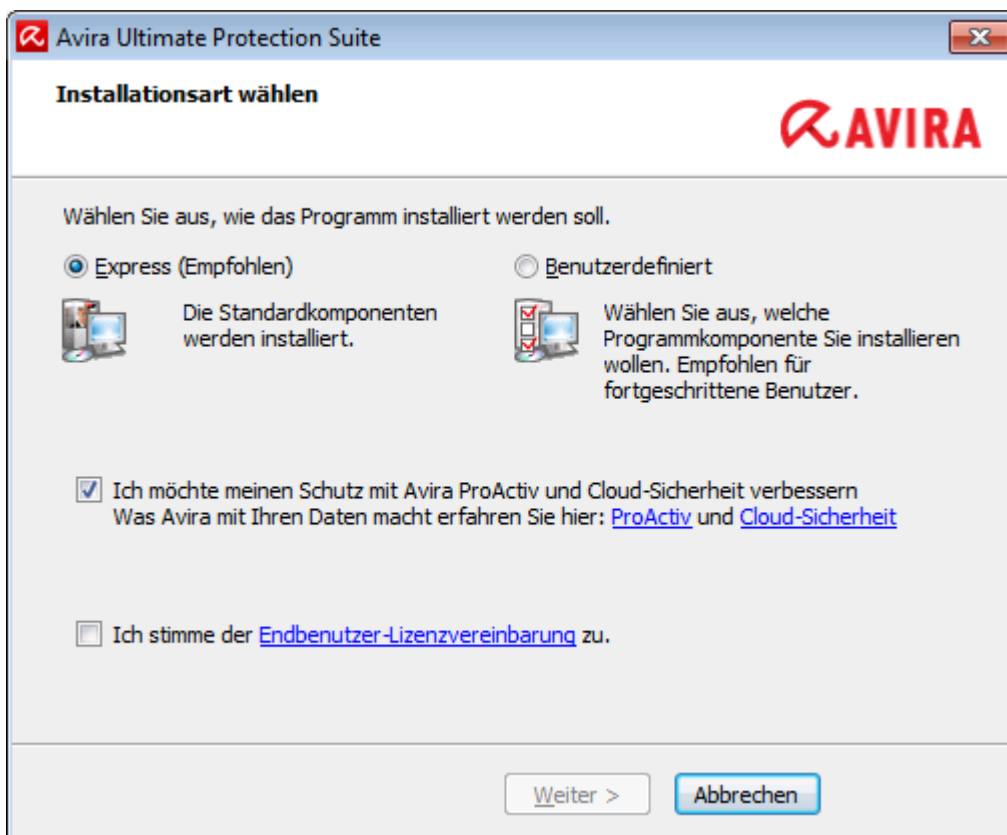 Avira Ultimate Protection Suite
Installationsart wählen
AVIRA
Wählen Sie aus, wie das Programm installiert werden soll.
Express (Empfohlen)
Benutzerdefiniert
Die Standardkomponenten
werden installiert.
Wählen Sie aus, welche
Programmkomponente Sie installieren
wollen. Empfohlen für
fortgeschrittene Benutzer.
Ich möchte meinen Schutz mit Avira ProActiv und Cloud-Sicherheit verbessern
Was Avira mit Ihren Daten macht erfahren Sie hier: ProActiv und Cloud-Sicherheit
Ich stimme der Endbenutzer-Lizenzvereinbarung zu.
Weiter >
Abbrechen